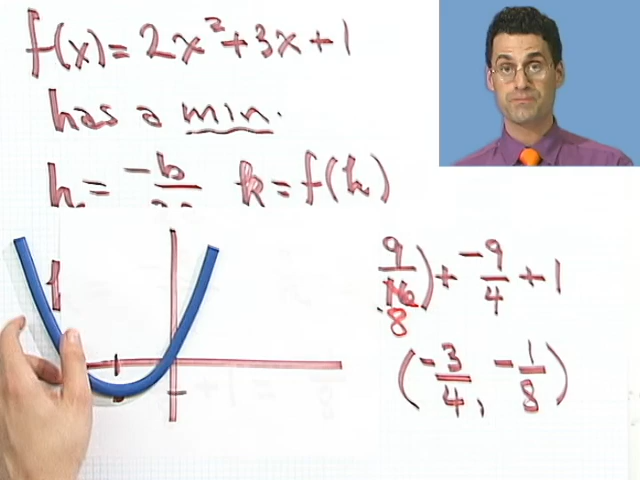 f(x)=2x²+3x+1
has a min.
h = -b k = f(h)
9/16) + -9/4 + 1
8
(-3/4, -1/8)